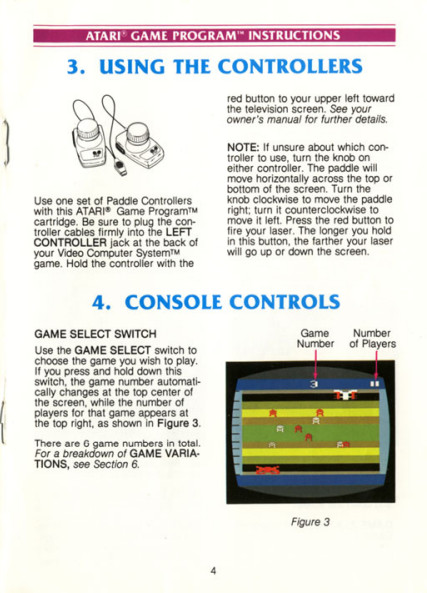 ATARI® GAME PROGRAM™ INSTRUCTIONS
3. USING THE CONTROLLERS
Use one set of Paddle Controllers
with this ATARI® Game Program™
cartridge. Be sure to plug the con-
troller cables firmly into the LEFT
CONTROLLER jack at the back of
your Video Computer System™
game. Hold the controller with the
red button to your upper left toward
the television screen. See your
owner's manual for further details.
NOTE: If unsure about which con-
troller to use, turn the knob on
either controller. The paddle will
move horizontally across the top or
bottom of the screen. Turn the
knob clockwise to move the paddle
right; turn it counterclockwise to
move it left. Press the red button to
fire your laser. The longer you hold
in this button, the farther your laser
will go up or down the screen.
4. CONSOLE CONTROLS
GAME SELECT SWITCH
Use the GAME SELECT switch to
choose the game you wish to play.
If you press and hold down this
switch, the game number automati-
cally changes at the top center of
the screen, while the number of
players for that game appears at
the top right, as shown in Figure 3.
There are 6 game numbers in total.
For a breakdown of GAME VARIA-
TIONS, see Section 6.
Game
Number
Number
of Players
3
Figure 3
4